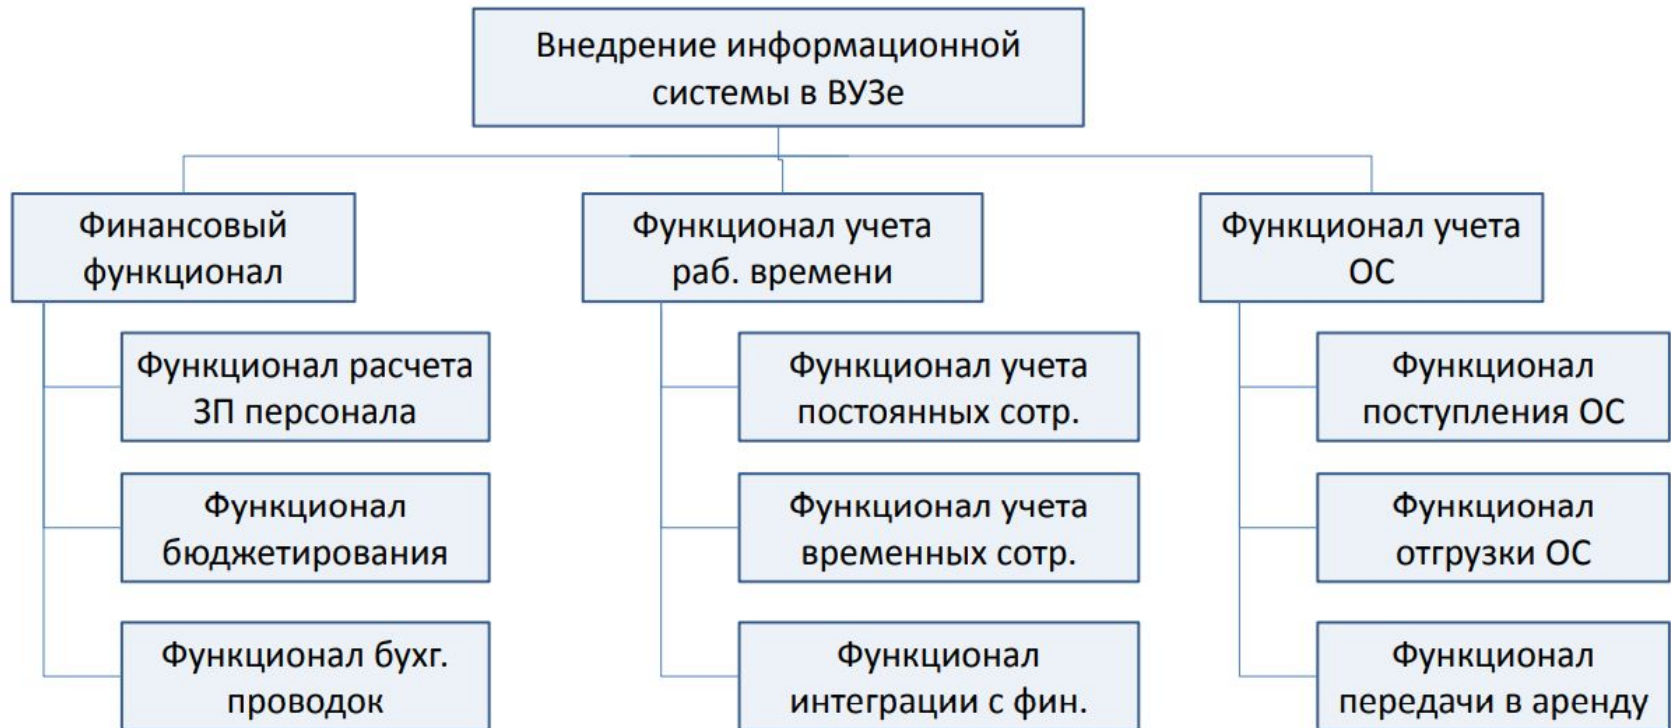 Внедрение информационной
системы в ВУЗе
Финансовый
функционал
Функционал учета
раб. времени
Функционал учета
ОС
Функционал расчета
ЗП персонала
Функционал учета
постоянных сотр.
Функционал
поступления ОС
Функционал
бюджетирования
Функционал учета
временных сотр.
Функционал
отгрузки ОС
Функционал бухг.
проводок
Функционал
интеграции с фин.
Функционал
передачи в аренду